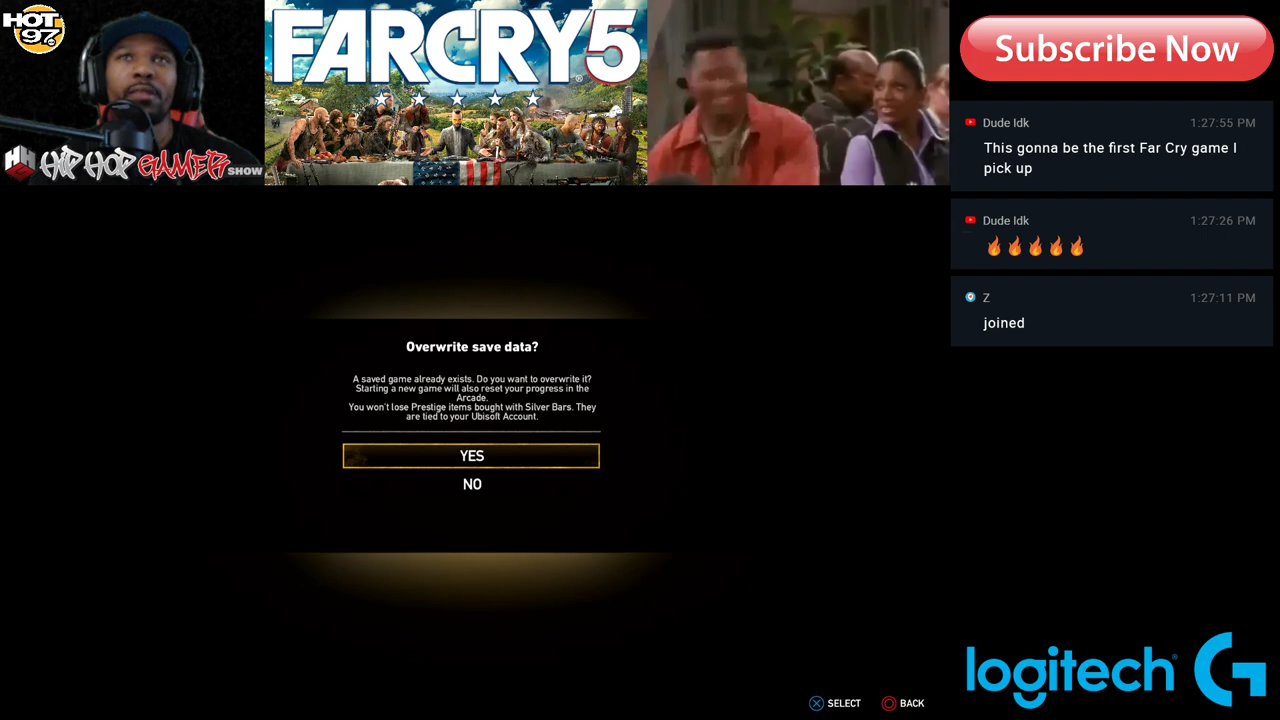 HOT
97
HHG
HIP HOP GAMER SHOW
FARCRY5
Subscribe Now
Dude Idk
1:27:55 PM
This gonna be the first Far Cry game I
pick up
Dude Idk
1:27:26 PM
Z
1:27:11 PM
joined
Overwrite save data?
A saved game already exists. Do you want to overwrite it?
Starting a new game will also reset your progress in the
Arcade.
You won't lose Prestige items bought with Silver Bars. They
are tied to your Ubisoft Account.
YES
NO
SELECT
BACK
logitech G